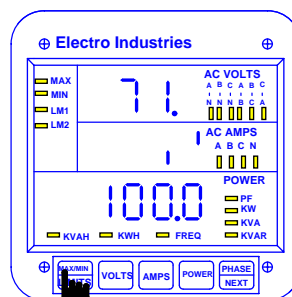 Electro Industries
MAX
MIN
LM1
LM2
71.
AC VOLTS
A B C A B C
N N N B C A
AC AMPS
A B C N
100.0
POWER
PF
KW
KVA
KVAR
KVAH
KWH
FREQ
MAX/MIN
VOLTS
AMPS
POWER
PHASE
NEXT